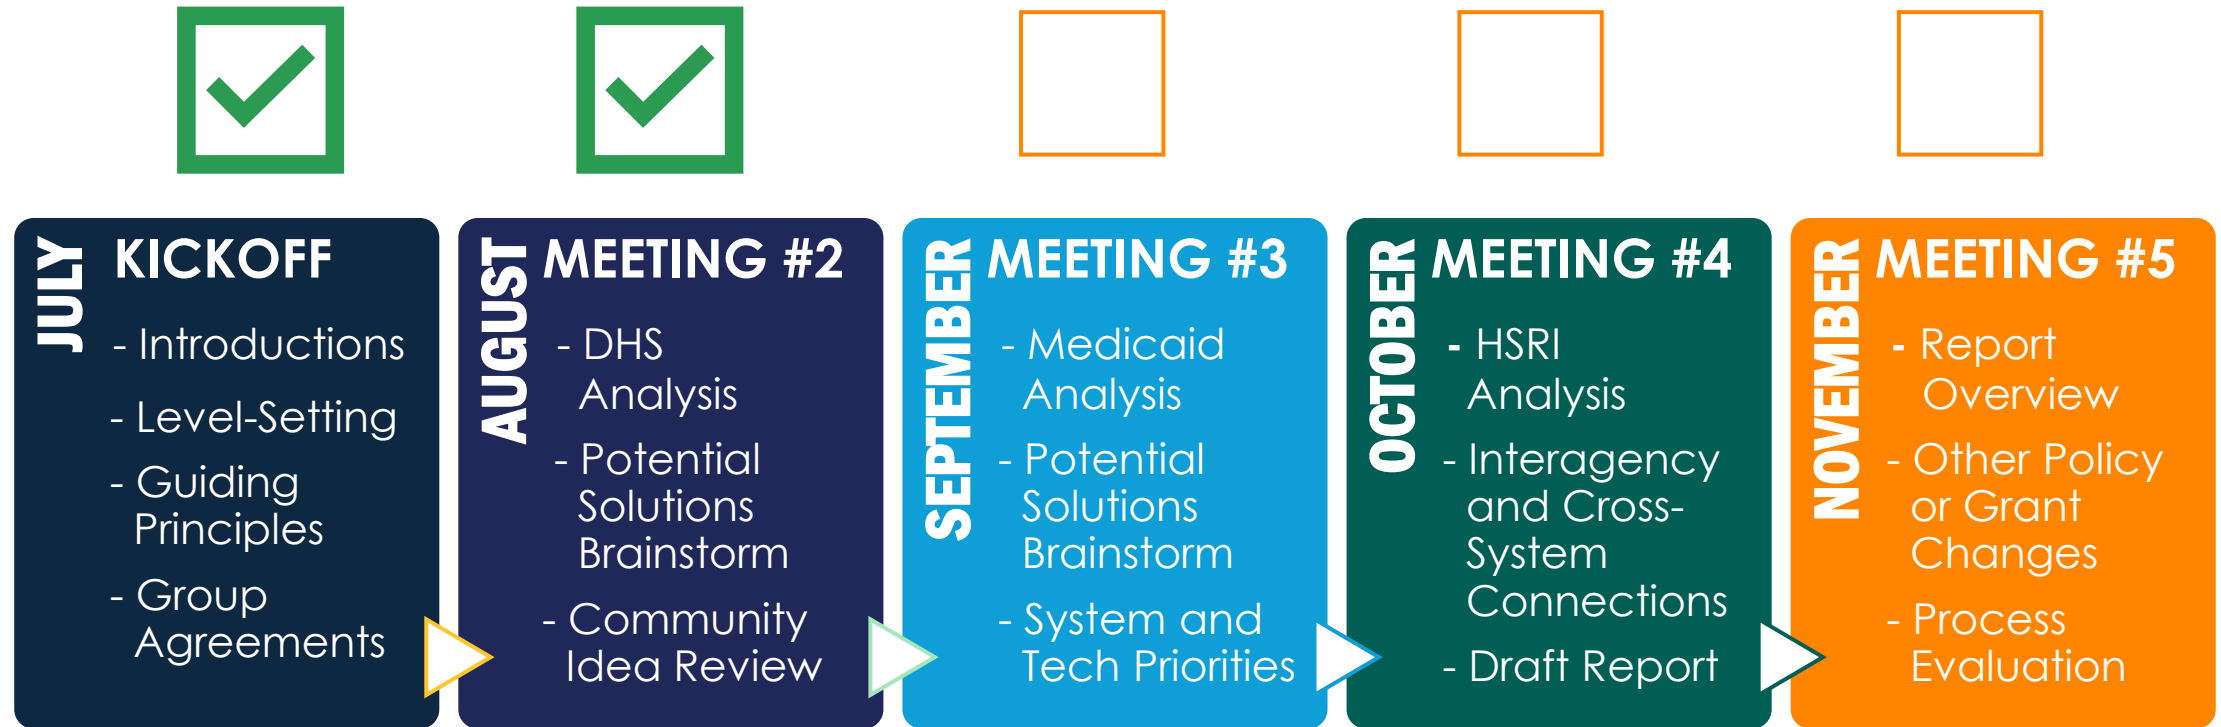 JULY
KICKOFF
- Introductions
- Level-Setting
- Guiding
Principles
- Group
Agreements
AUGUST
MEETING #2
- DHS
Analysis
- Potential
Solutions
Brainstorm
- Community
Idea Review
SEPTEMBER
MEETING #3
- Medicaid
Analysis
- Potential
Solutions
Brainstorm
- System and
Tech Priorities
OCTOBER
MEETING #4
- HSRI
Analysis
- Interagency
and Cross-
System
Connections
- Draft Report
NOVEMBER
MEETING #5
- Report
Overview
- Other Policy
or Grant
Changes
- Process
Evaluation